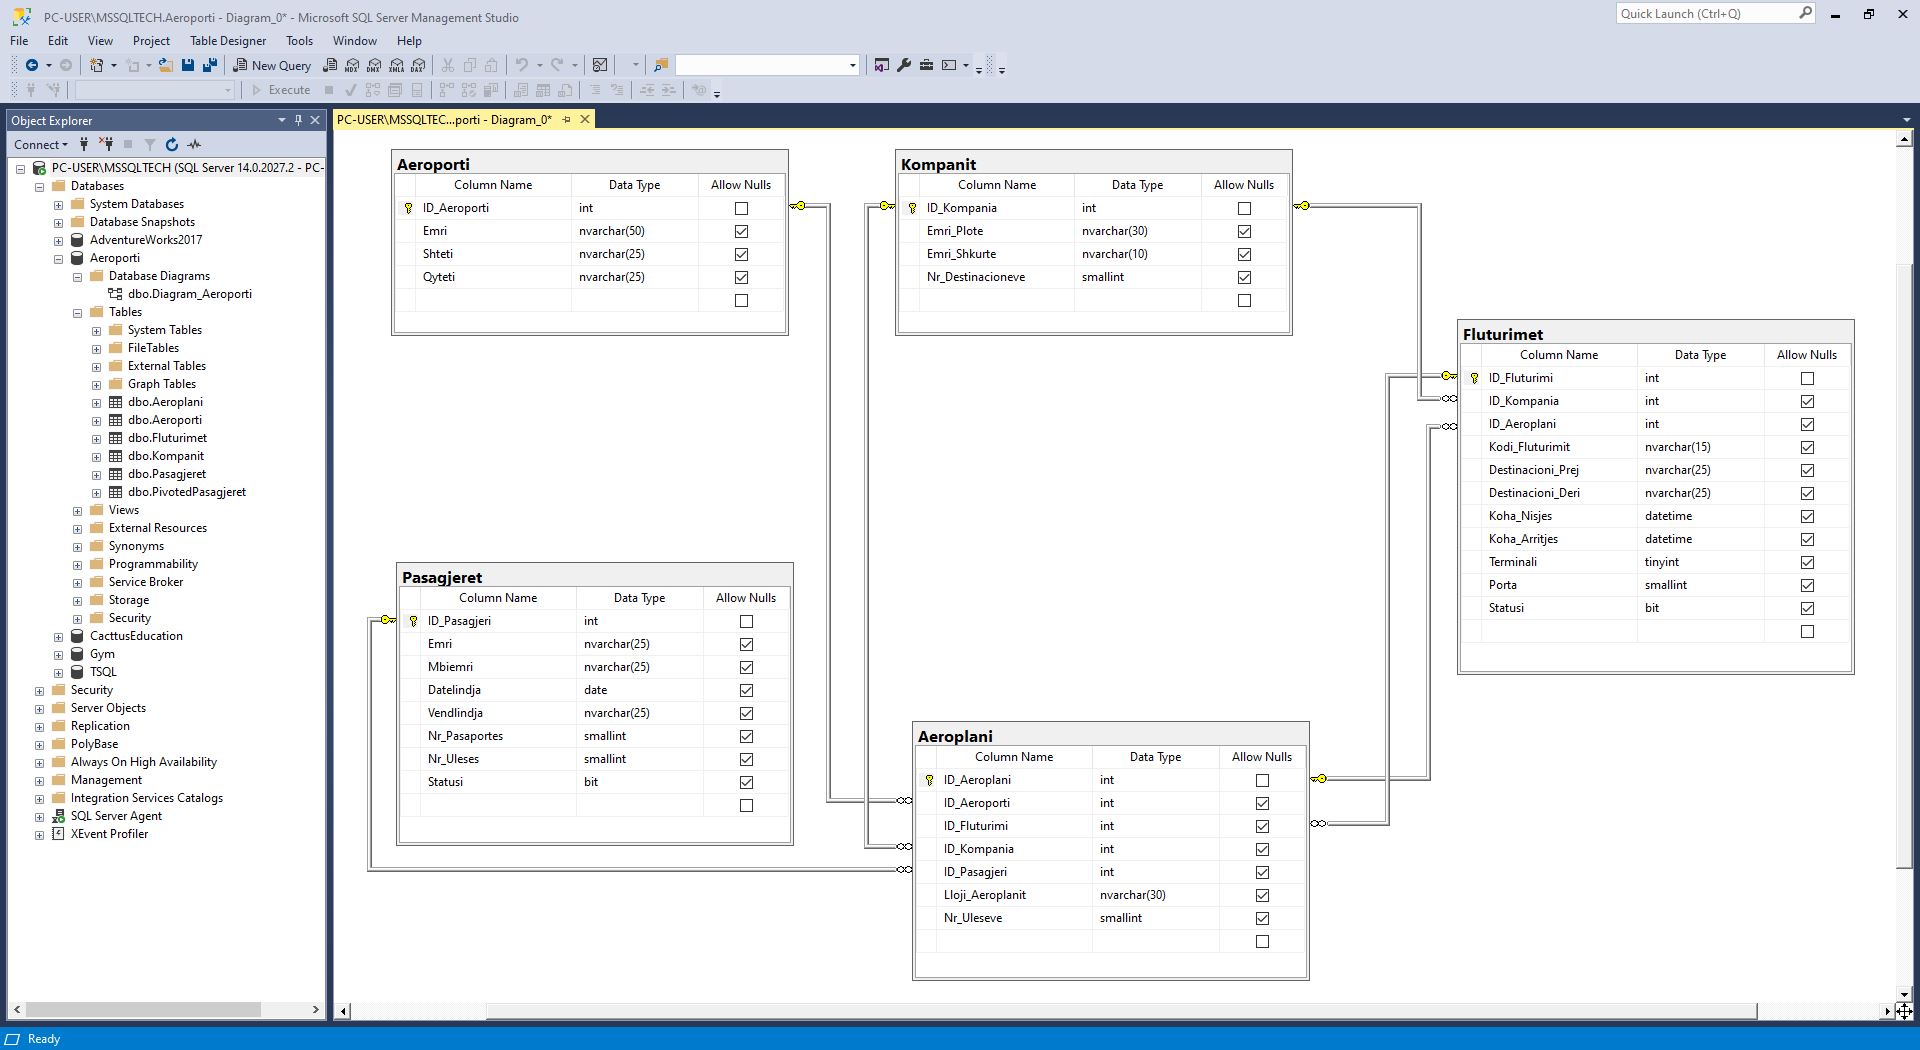 PC-USER\MSSQLTECH.Aeroporti - Diagram_0* - Microsoft SQL Server Management Studio
Quick Launch (Ctrl+Q)
File Edit View Project Table Designer Tools Window Help
New Query MDX DMX XMLA DAX
Execute
Object Explorer
Connect
PC-USER\MSSQLTECH (SQL Server 14.0.2027.2 - PC-
Databases
System Databases
Database Snapshots
AdventureWorks2017
Aeroporti
Database Diagrams
dbo.Diagram_Aeroporti
Tables
System Tables
FileTables
External Tables
Graph Tables
dbo.Aeroplani
dbo.Aeroporti
dbo.Fluturimet
dbo.Kompanit
dbo.Pasagjeret
dbo.PivotedPasagjeret
Views
External Resources
Synonyms
Programmability
Service Broker
Storage
Security
CacttusEducation
Gym
TSQL
Security
Server Objects
Replication
PolyBase
Always On High Availability
Management
Integration Services Catalogs
SQL Server Agent
XEvent Profiler
PC-USER\MSSQLTEC...porti - Diagram_0*
Aeroporti
Column Name Data Type Allow Nulls
ID_Aeroporti int
Emri nvarchar(50)
Shteti nvarchar(25)
Qyteti nvarchar(25)
Kompanit
Column Name Data Type Allow Nulls
ID_Kompania int
Emri_Plote nvarchar(30)
Emri_Shkurte nvarchar(10)
Nr_Destinacioneve smallint
Fluturimet
Column Name Data Type Allow Nulls
ID_Fluturimi int
ID_Kompania int
ID_Aeroplani int
Kodi_Fluturimit nvarchar(15)
Destinacioni_Prej nvarchar(25)
Destinacioni_Deri nvarchar(25)
Koha_Nisjes datetime
Koha_Arritjes datetime
Terminali tinyint
Porta smallint
Statusi bit
Pasagjeret
Column Name Data Type Allow Nulls
ID_Pasagjeri int
Emri nvarchar(25)
Mbiemri nvarchar(25)
Datelindja date
Vendlindja nvarchar(25)
Nr_Pasaportes smallint
Nr_Uleses smallint
Statusi bit
Aeroplani
Column Name Data Type Allow Nulls
ID_Aeroplani int
ID_Aeroporti int
ID_Fluturimi int
ID_Kompania int
ID_Pasagjeri int
Lloji_Aeroplanit nvarchar(30)
Nr_Uleseve smallint
Ready